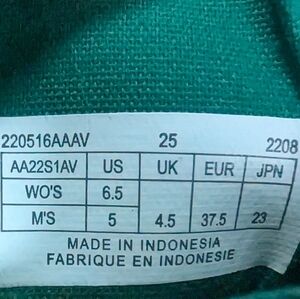 220516AAAV 25 2208
AA22S1AV US UK EUR JPN
WO'S 6.5
M'S 5 4.5 37.5 23
MADE IN INDONESIA
FABRIQUE EN INDONESIE